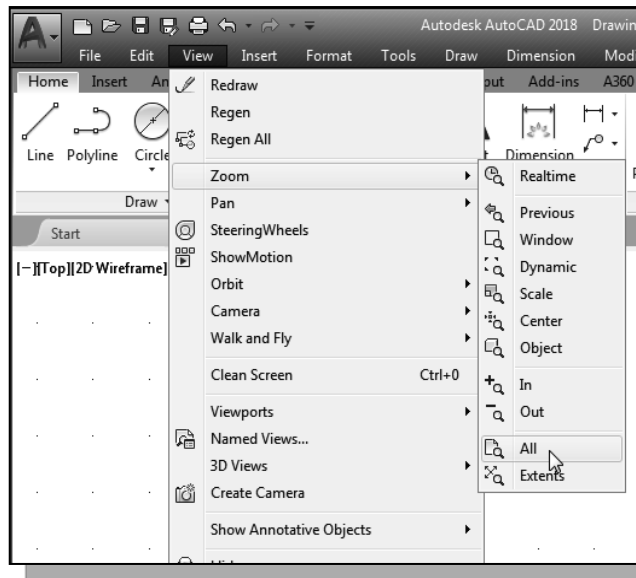 Autodesk AutoCAD 2018 Drawin
File Edit View Insert Format Tools Draw Dimension Modi
Home Insert An put Add-ins A360
Line Polyline Circle t Dimension
Draw
Start
[−][Top][2D Wireframe]
Redraw
Regen
Regen All
Zoom
Pan
SteeringWheels
ShowMotion
Orbit
Camera
Walk and Fly
Clean Screen Ctrl+0
Viewports
Named Views...
3D Views
Create Camera
Show Annotative Objects
Realtime
Previous
Window
Dynamic
Scale
Center
Object
In
Out
All
Extents